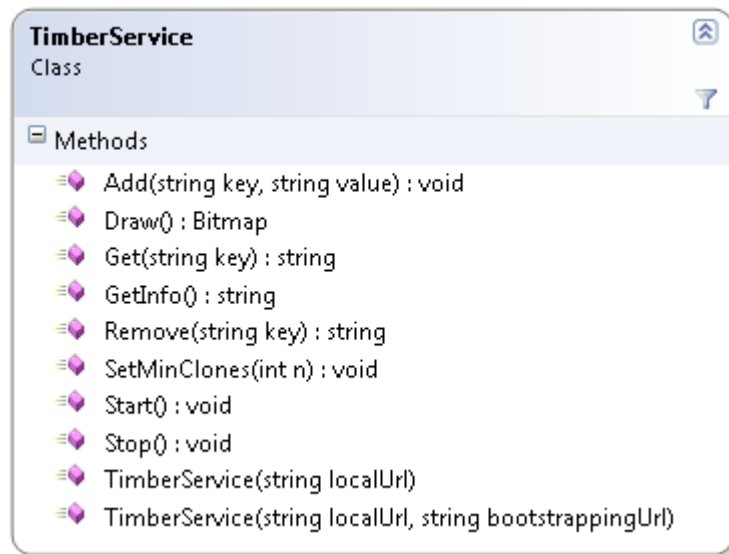 TimberService
Class
Methods
Add(string key, string value) : void
Draw() : Bitmap
Get(string key) : string
GetInfo() : string
Remove(string key) : string
SetMinClones(int n) : void
Start() : void
Stop() : void
TimberService(string localUrl)
TimberService(string localUrl, string bootstrappingUrl)